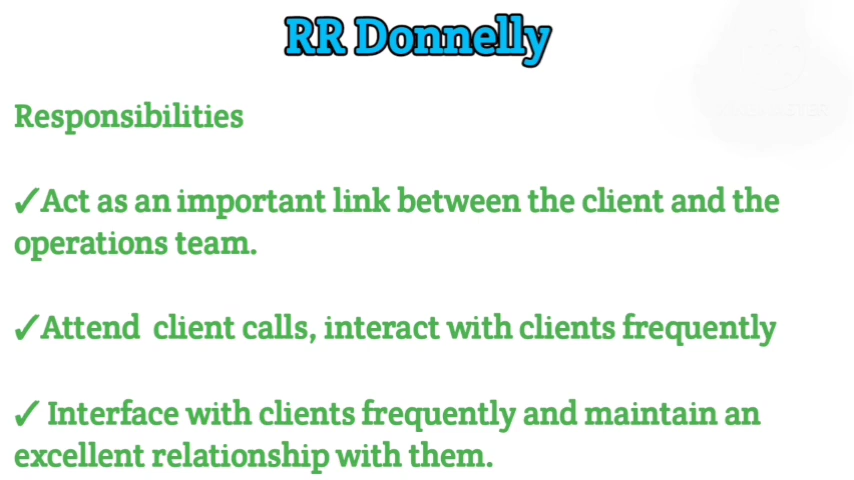 RR Donnelly
Responsibilities
✓Act as an important link between the client and the
operations team.
✓Attend client calls, interact with clients frequently
✓ Interface with clients frequently and maintain an
excellent relationship with them.